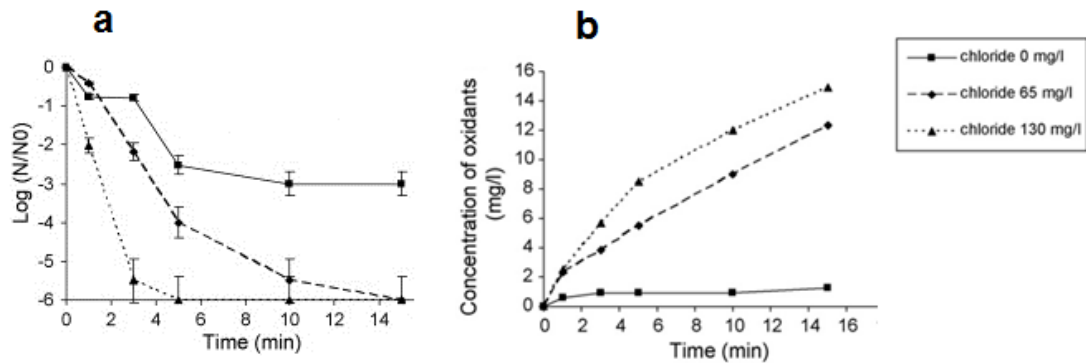 a
Log (N/N0)
0
-1
-2
-3
-4
-5
-6
0 2 4 6 8 10 12 14
Time (min)
b
Concentration of oxidants
(mg/l)
16
14
12
10
8
6
4
2
0
0 2 4 6 8 10 12 14 16
Time (min)
chloride 0 mg/l
chloride 65 mg/l
chloride 130 mg/l